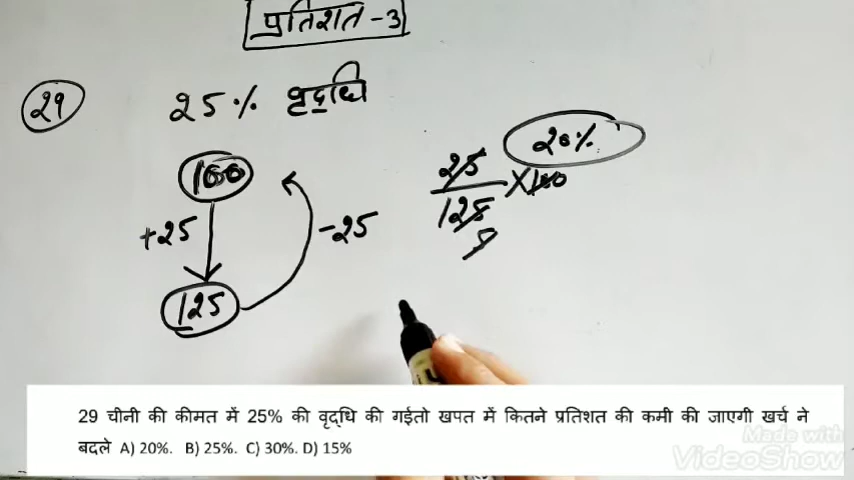 प्रतिशत-3
29
25% वृद्धि
100
+25
125
-25
25/125 ×100
5
20%
29 चीनी की कीमत में 25% की वृद्धि की गईतो खपत में कितने प्रतिशत की कमी की जाएगी खर्च ने
बदले A) 20%. B) 25%. C) 30%. D) 15%
Made with
VideoShow